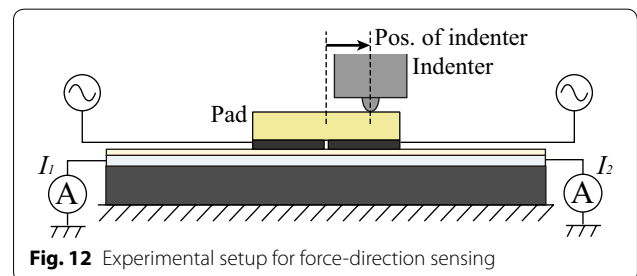 Pos. of indenter
Indenter
Pad
I1
I2
A
A
Fig. 12 Experimental setup for force-direction sensing